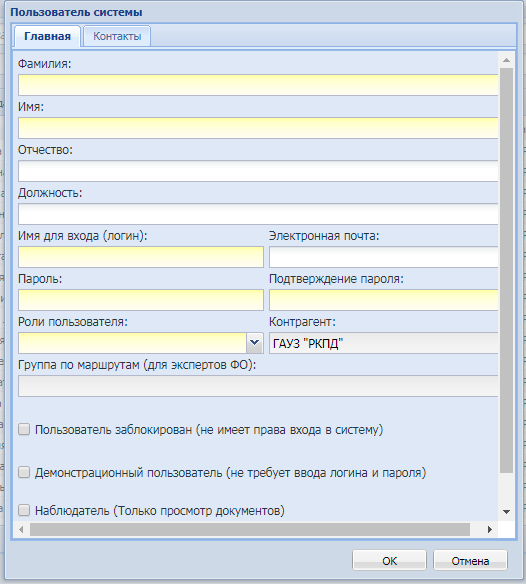 Пользователь системы
Главная Контакты
Фамилия:
Имя:
Отчество:
Должность:
Имя для входа (логин): Электронная почта:
Пароль: Подтверждение пароля:
Роли пользователя: Контрагент:
ГАУЗ "РКПД"
Группа по маршрутам (для экспертов ФО):
Пользователь заблокирован (не имеет права входа в систему)
Демонстрационный пользователь (не требует ввода логина и пароля)
Наблюдатель (Только просмотр документов)
OK Отмена